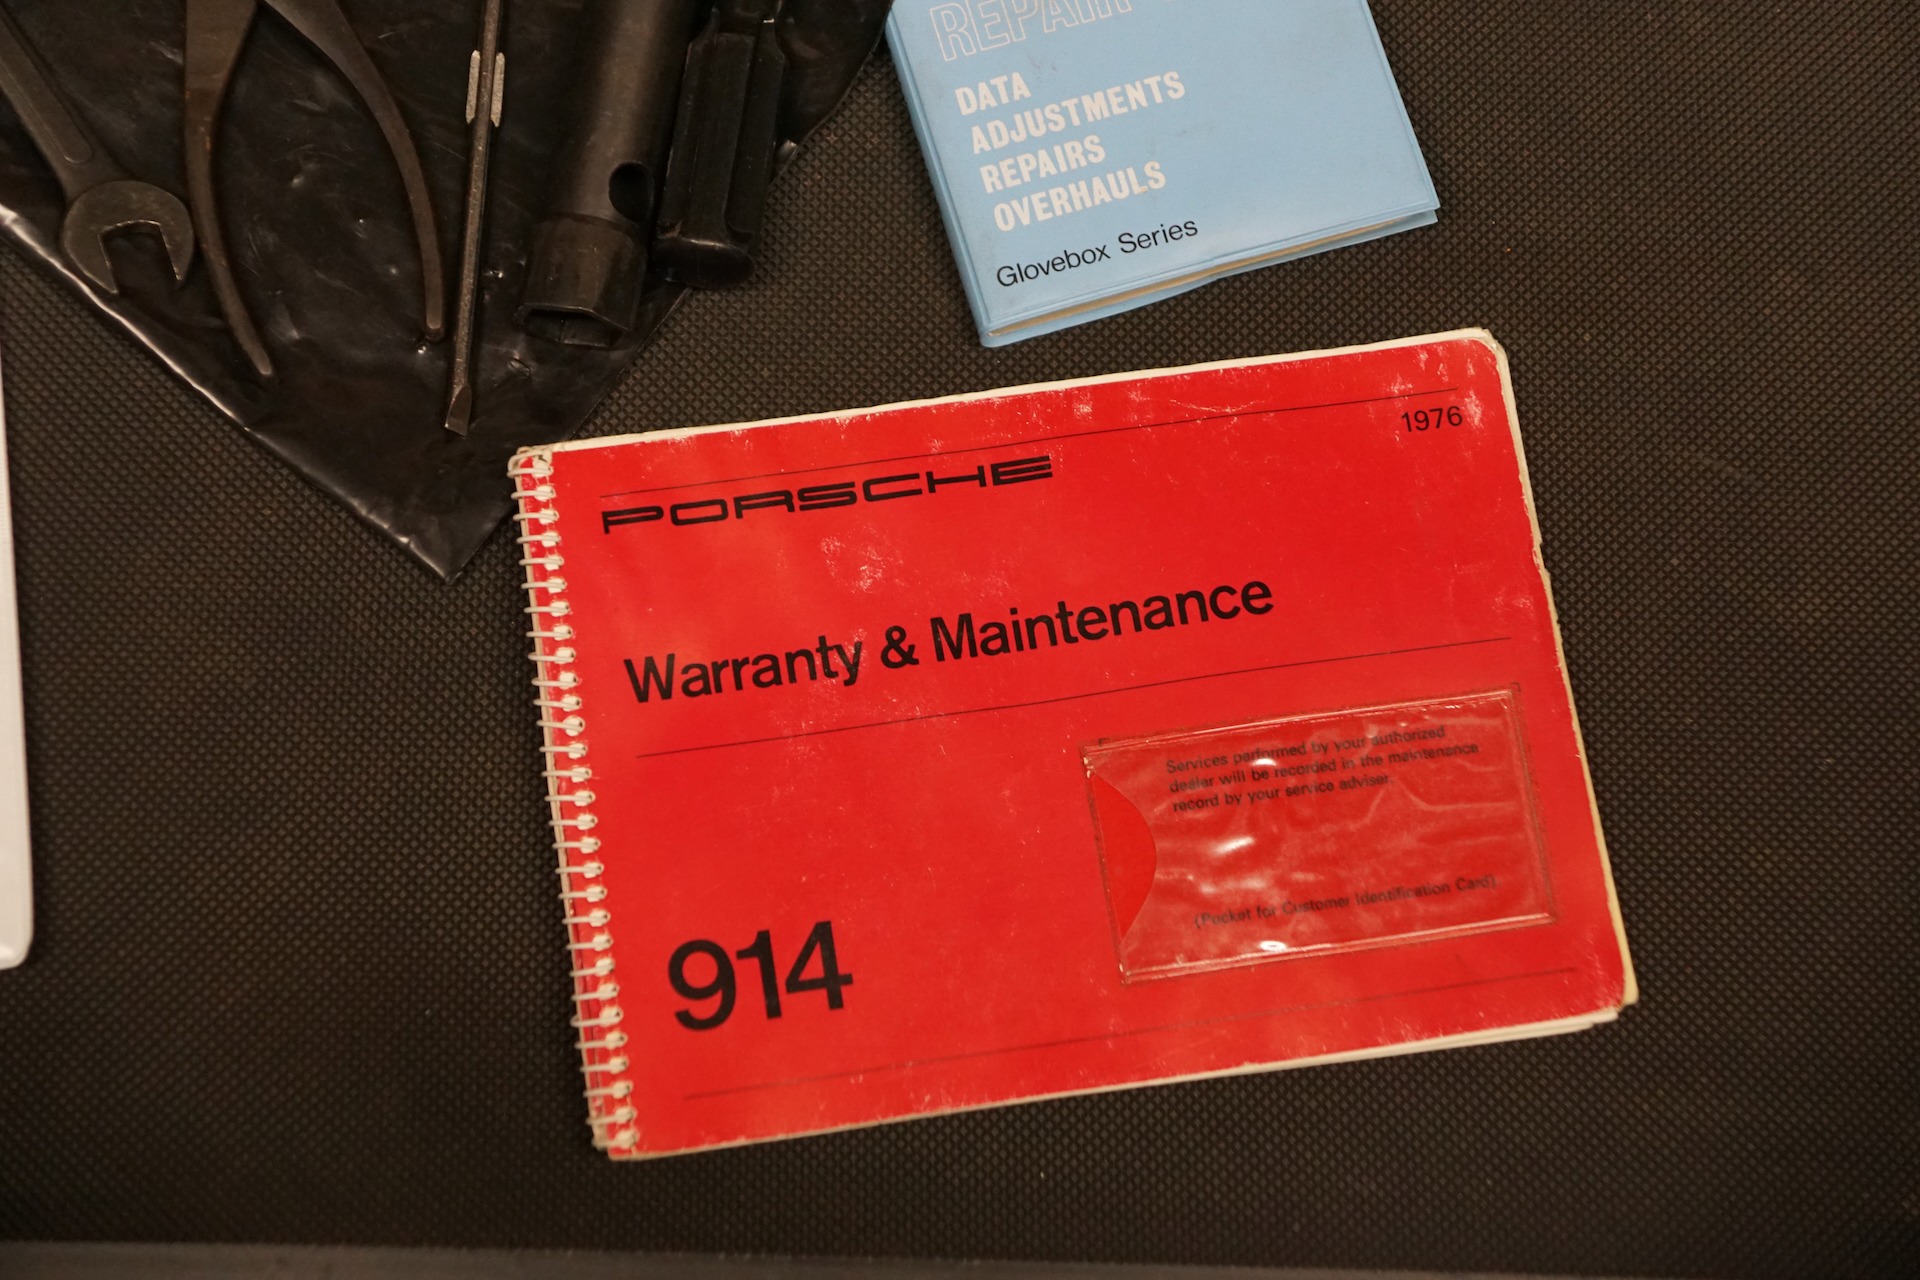 REPAIR
DATA
ADJUSTMENTS
REPAIRS
OVERHAULS
Glovebox Series
1976
PORSCHE
Warranty & Maintenance
Services performed by your authorized
dealer will be recorded in the maintenance
record by your service adviser.
(Pocket for Customer Identification Card)
914